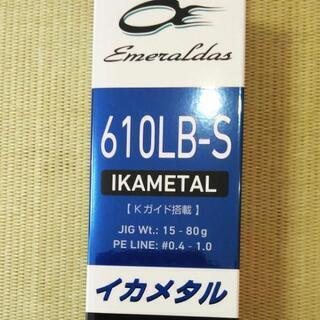 Emeraldas
610LB-S
IKAMETAL
【 Kガイド搭載 】
JIG Wt.: 15 - 80g
PE LINE: #0.4 - 1.0
イカメタル